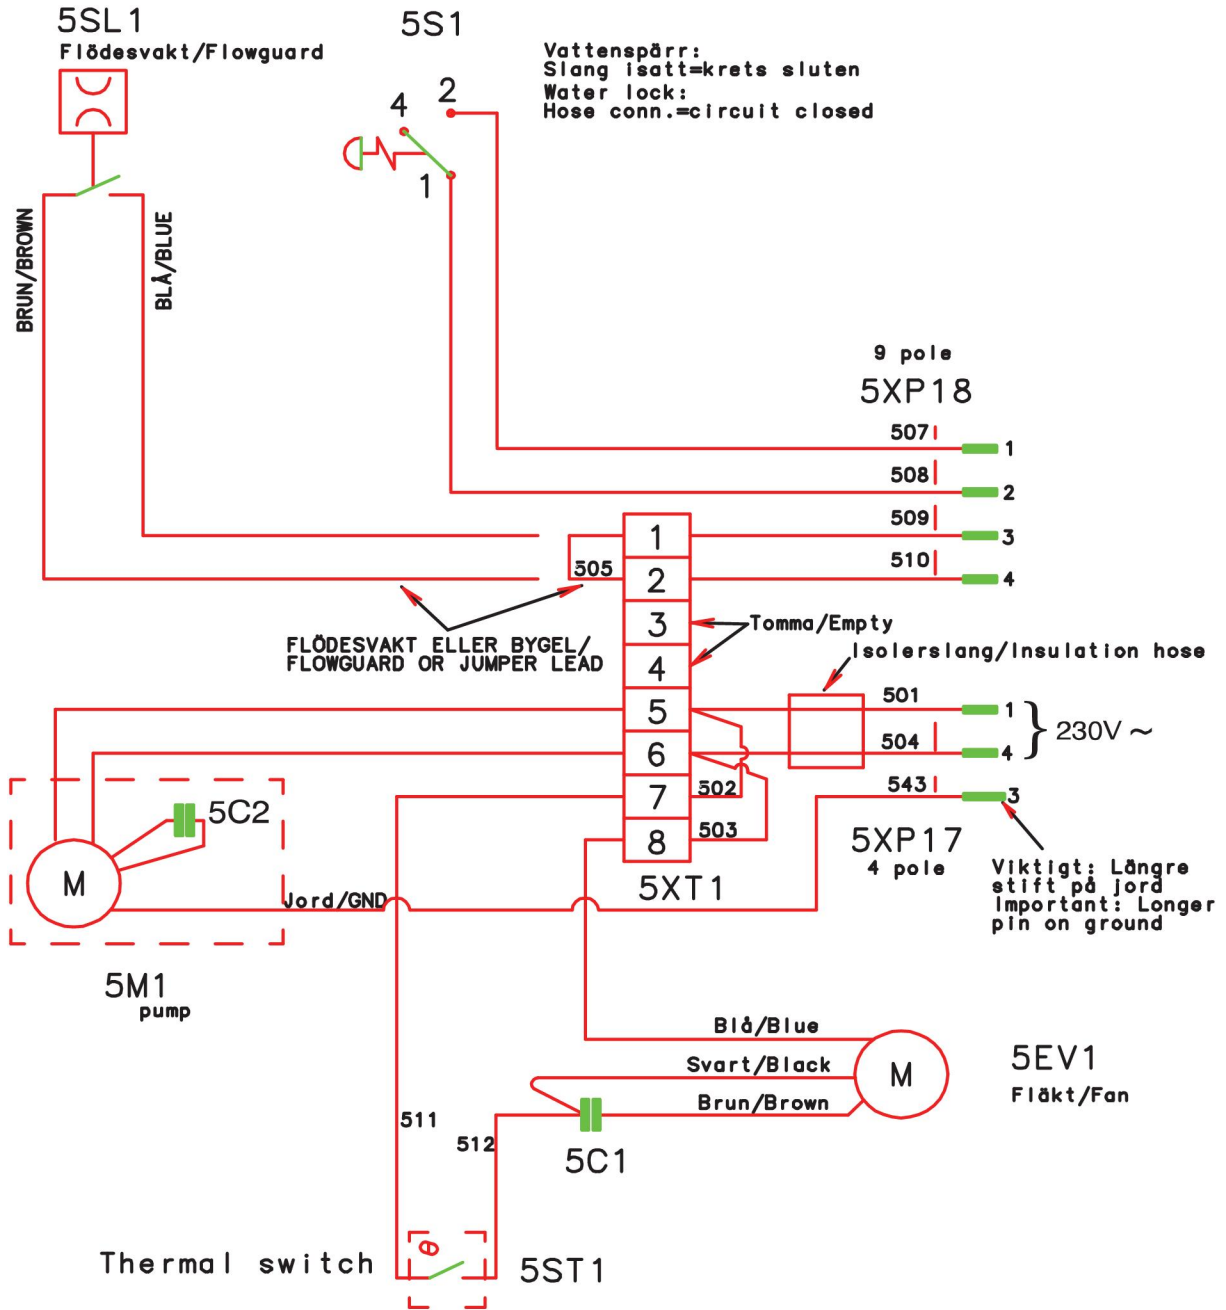 5SL1
Flödesvakt/Flowguard
5S1
Vattenspärr:
Slang isatt=krets sluten
Water lock:
Hose conn.=circuit closed
4
2
1
BRUN/BROWN
BLÅ/BLUE
9 pole
5XP18
507
1
508
2
509
3
510
4
1
2
3
4
5
6
7
8
505
FLÖDESVAKT ELLER BYGEL/
FLOWGUARD OR JUMPER LEAD
Tomma/Empty
Isolerslang/Insulation hose
501
1
504
4
230V ~
543
3
502
503
5XT1
5XP17
4 pole
Viktigt: Längre
stift på jord
Important: Longer
pin on ground
5C2
M
Jord/GND
5M1
pump
Blå/Blue
Svart/Black
Brun/Brown
M
5EV1
Fläkt/Fan
511
512
5C1
Thermal switch
θ
5ST1